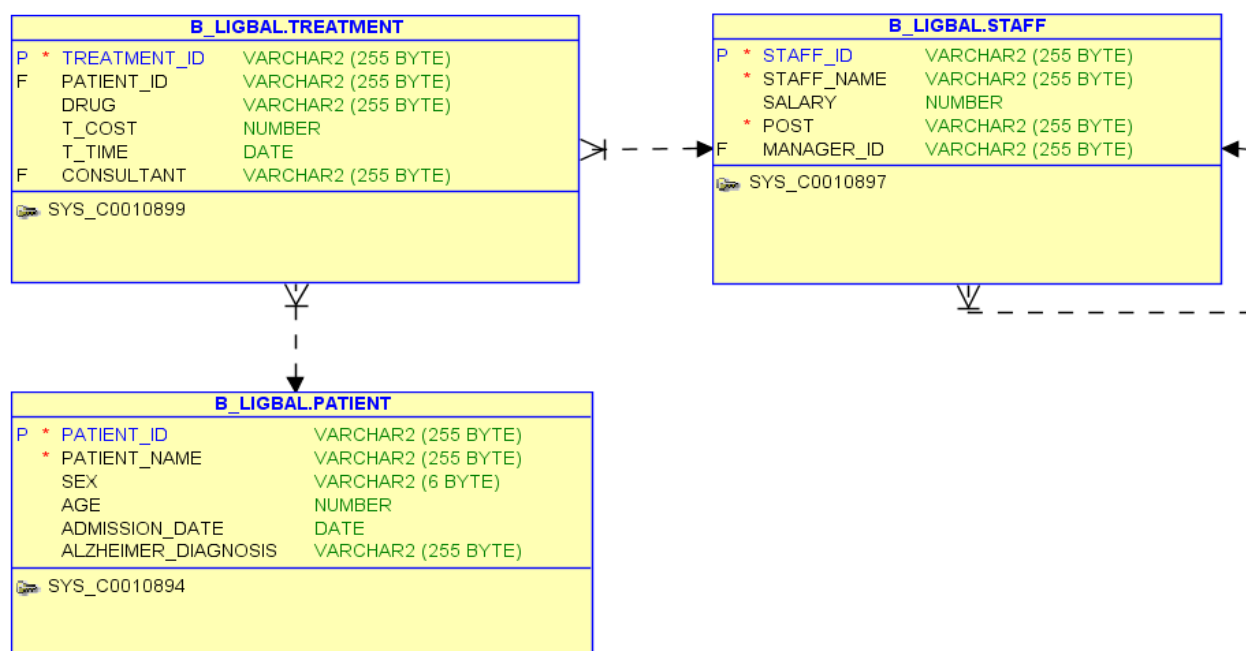 B_LIGBAL.TREATMENT
P * TREATMENT_ID VARCHAR2 (255 BYTE)
F PATIENT_ID VARCHAR2 (255 BYTE)
DRUG VARCHAR2 (255 BYTE)
T_COST NUMBER
T_TIME DATE
F CONSULTANT VARCHAR2 (255 BYTE)
SYS_C0010899
B_LIGBAL.STAFF
P * STAFF_ID VARCHAR2 (255 BYTE)
* STAFF_NAME VARCHAR2 (255 BYTE)
SALARY NUMBER
* POST VARCHAR2 (255 BYTE)
F MANAGER_ID VARCHAR2 (255 BYTE)
SYS_C0010897
B_LIGBAL.PATIENT
P * PATIENT_ID VARCHAR2 (255 BYTE)
* PATIENT_NAME VARCHAR2 (255 BYTE)
SEX VARCHAR2 (6 BYTE)
AGE NUMBER
ADMISSION_DATE DATE
ALZHEIMER_DIAGNOSIS VARCHAR2 (255 BYTE)
SYS_C0010894